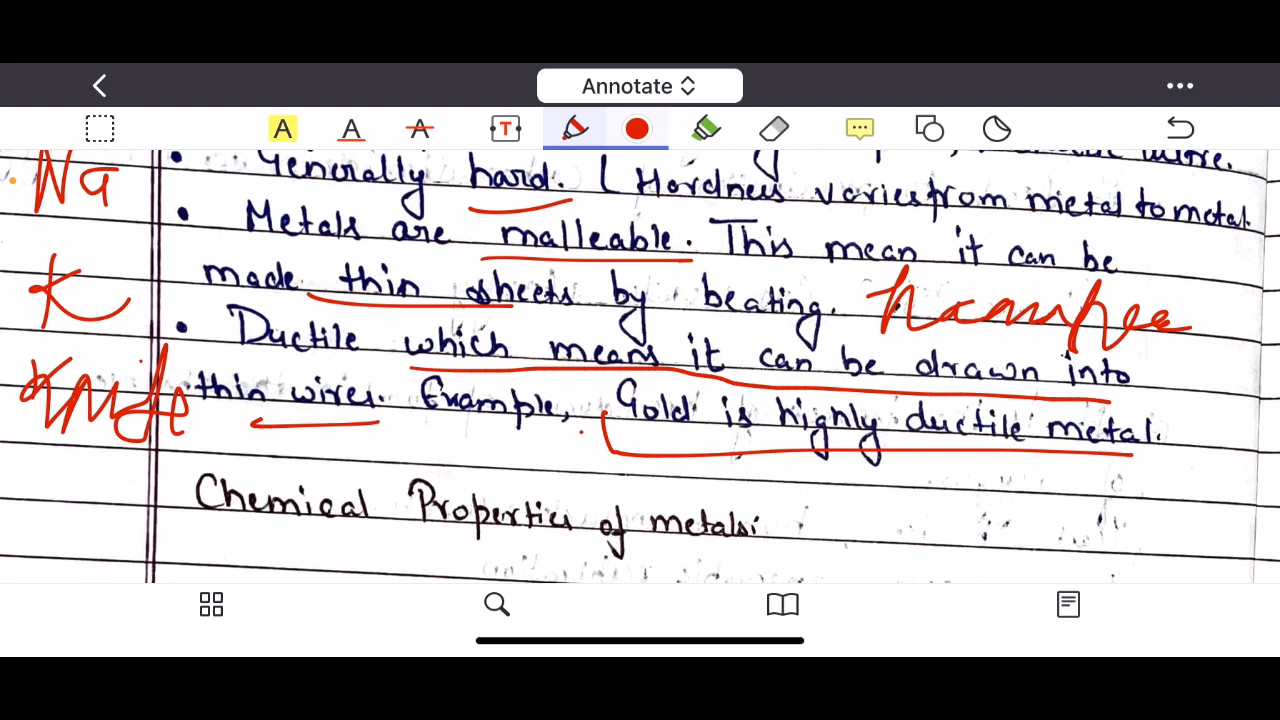 Annotate
A A A T
wire.
Na
• Generally hard. ( Hardness varies from metal to metal.
• Metals are malleable. This mean it can be
made thin sheets by beating.
K
• Ductile which means it can be drawn into
Knife
thin wires. Example, Gold is highly ductile metal.
Chemical Properties of metals: